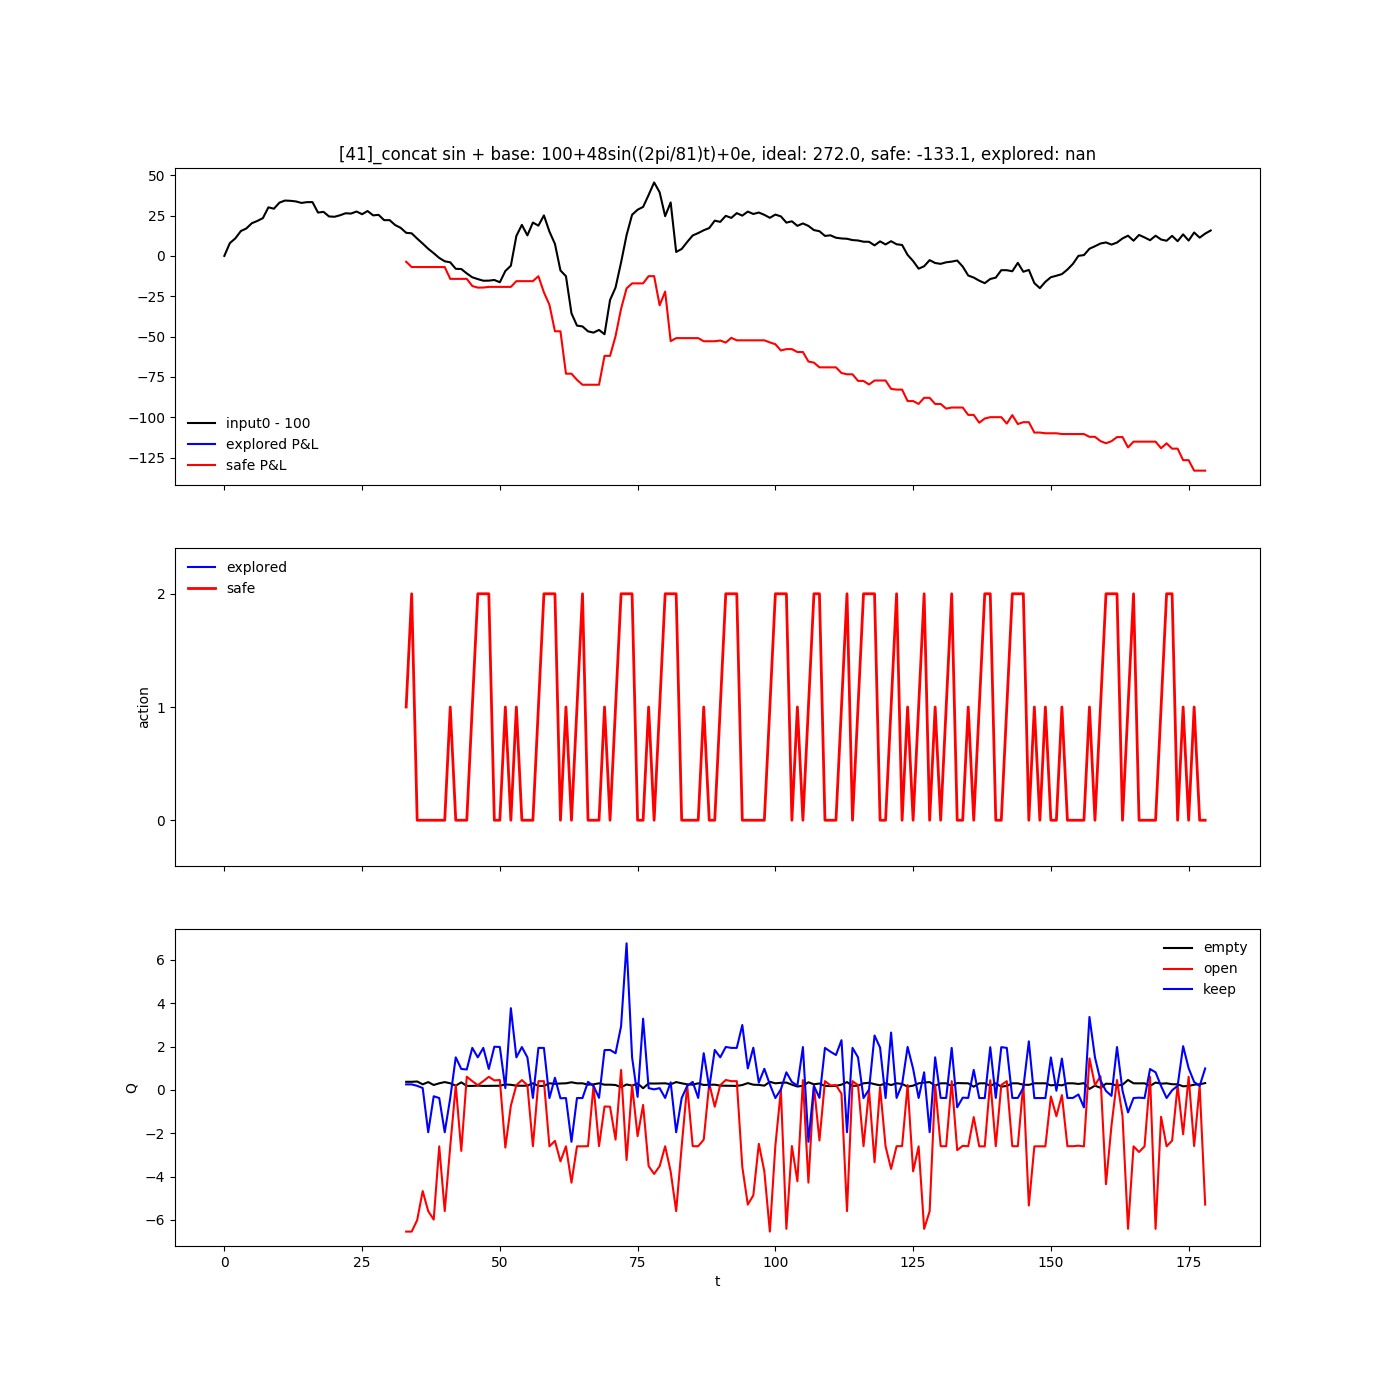 [41]_concat sin + base: 100+48sin((2pi/81)t)+0e, ideal: 272.0, safe: -133.1, explored: nan
50
25
0
−25
−50
−75
−100
−125
input0 - 100
explored P&L
safe P&L
explored
safe
2
1
0
action
empty
open
keep
6
4
2
0
−2
−4
−6
Q
0
25
50
75
100
125
150
175
t